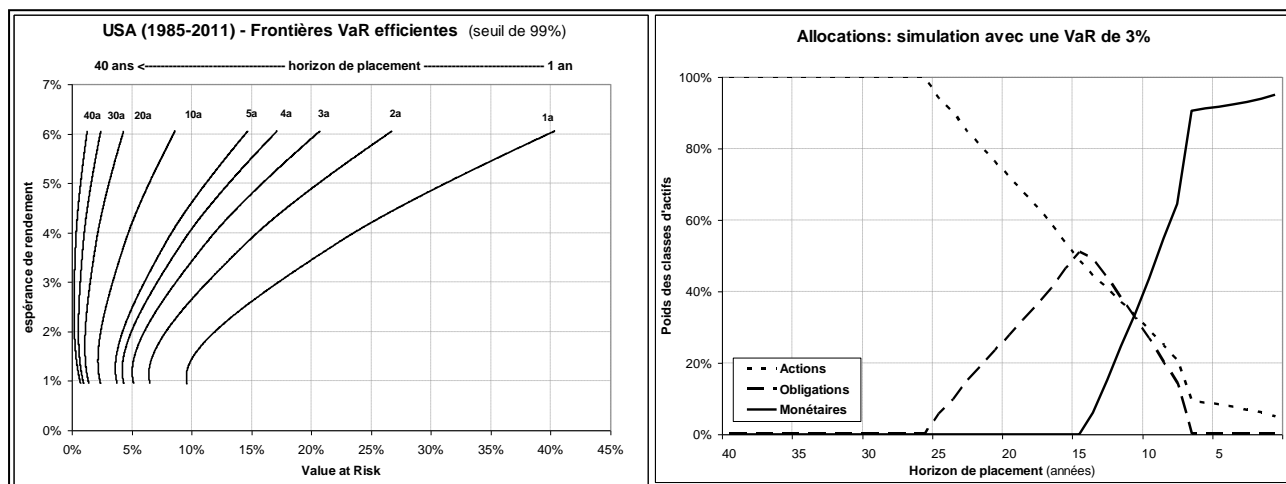 USA (1985-2011) - Frontières VaR efficientes (seuil de 99%)
40 ans <------------------------ horizon de placement ------------------------ 1 an
7%
6%
5%
4%
3%
2%
1%
0%
espérance de rendement
40a 30a 20a 10a 5a 4a 3a 2a 1a
0% 5% 10% 15% 20% 25% 30% 35% 40% 45%
Value at Risk
Allocations: simulation avec une VaR de 3%
100%
80%
60%
40%
20%
0%
Poids des classes d'actifs
Actions
Obligations
Monétaires
40 35 30 25 20 15 10 5
Horizon de placement (années)